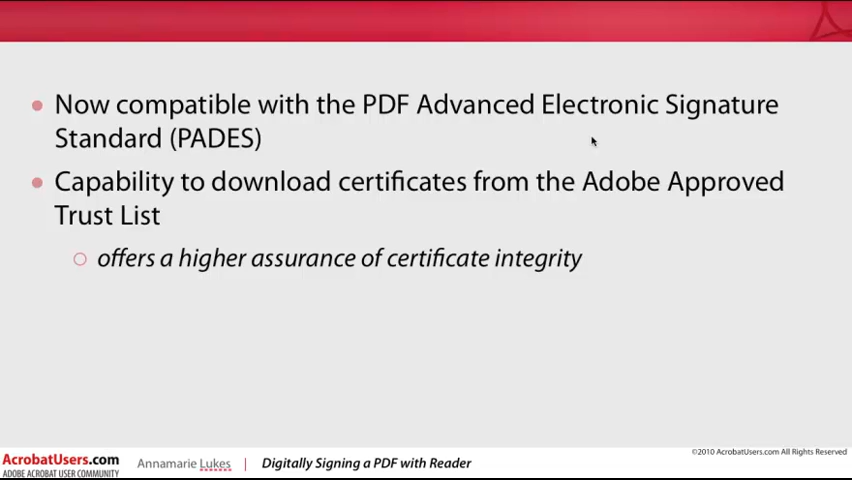 Now compatible with the PDF Advanced Electronic Signature
Standard (PADES)
Capability to download certificates from the Adobe Approved
Trust List
offers a higher assurance of certificate integrity
©2010 AcrobatUsers.com All Rights Reserved
AcrobatUsers.com
ADOBE ACROBAT USER COMMUNITY
Annamarie Lukes | Digitally Signing a PDF with Reader